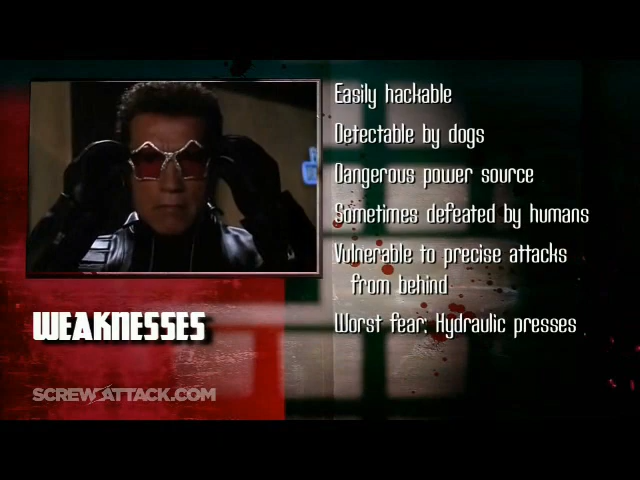 Easily hackable
Detectable by dogs
Dangerous power source
Sometimes defeated by humans
Vulnerable to precise attacks
from behind
Worst fear: Hydraulic presses
WEAKNESSES
SCREWATTACK.COM